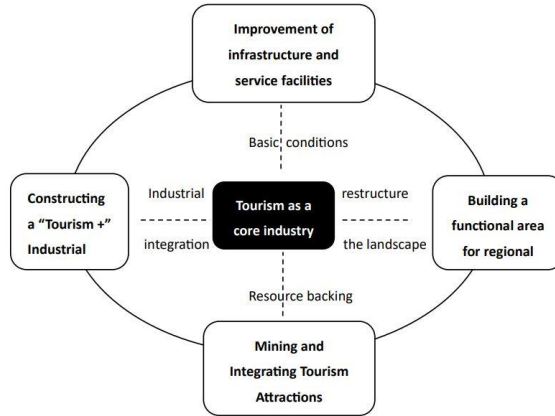 Improvement of
infrastructure and
service facilities
Basic conditions
Constructing
a “Tourism +”
Industrial
Industrial
integration
Tourism as a
core industry
restructure
the landscape
Building a
functional area
for regional
Resource backing
Mining and
Integrating Tourism
Attractions